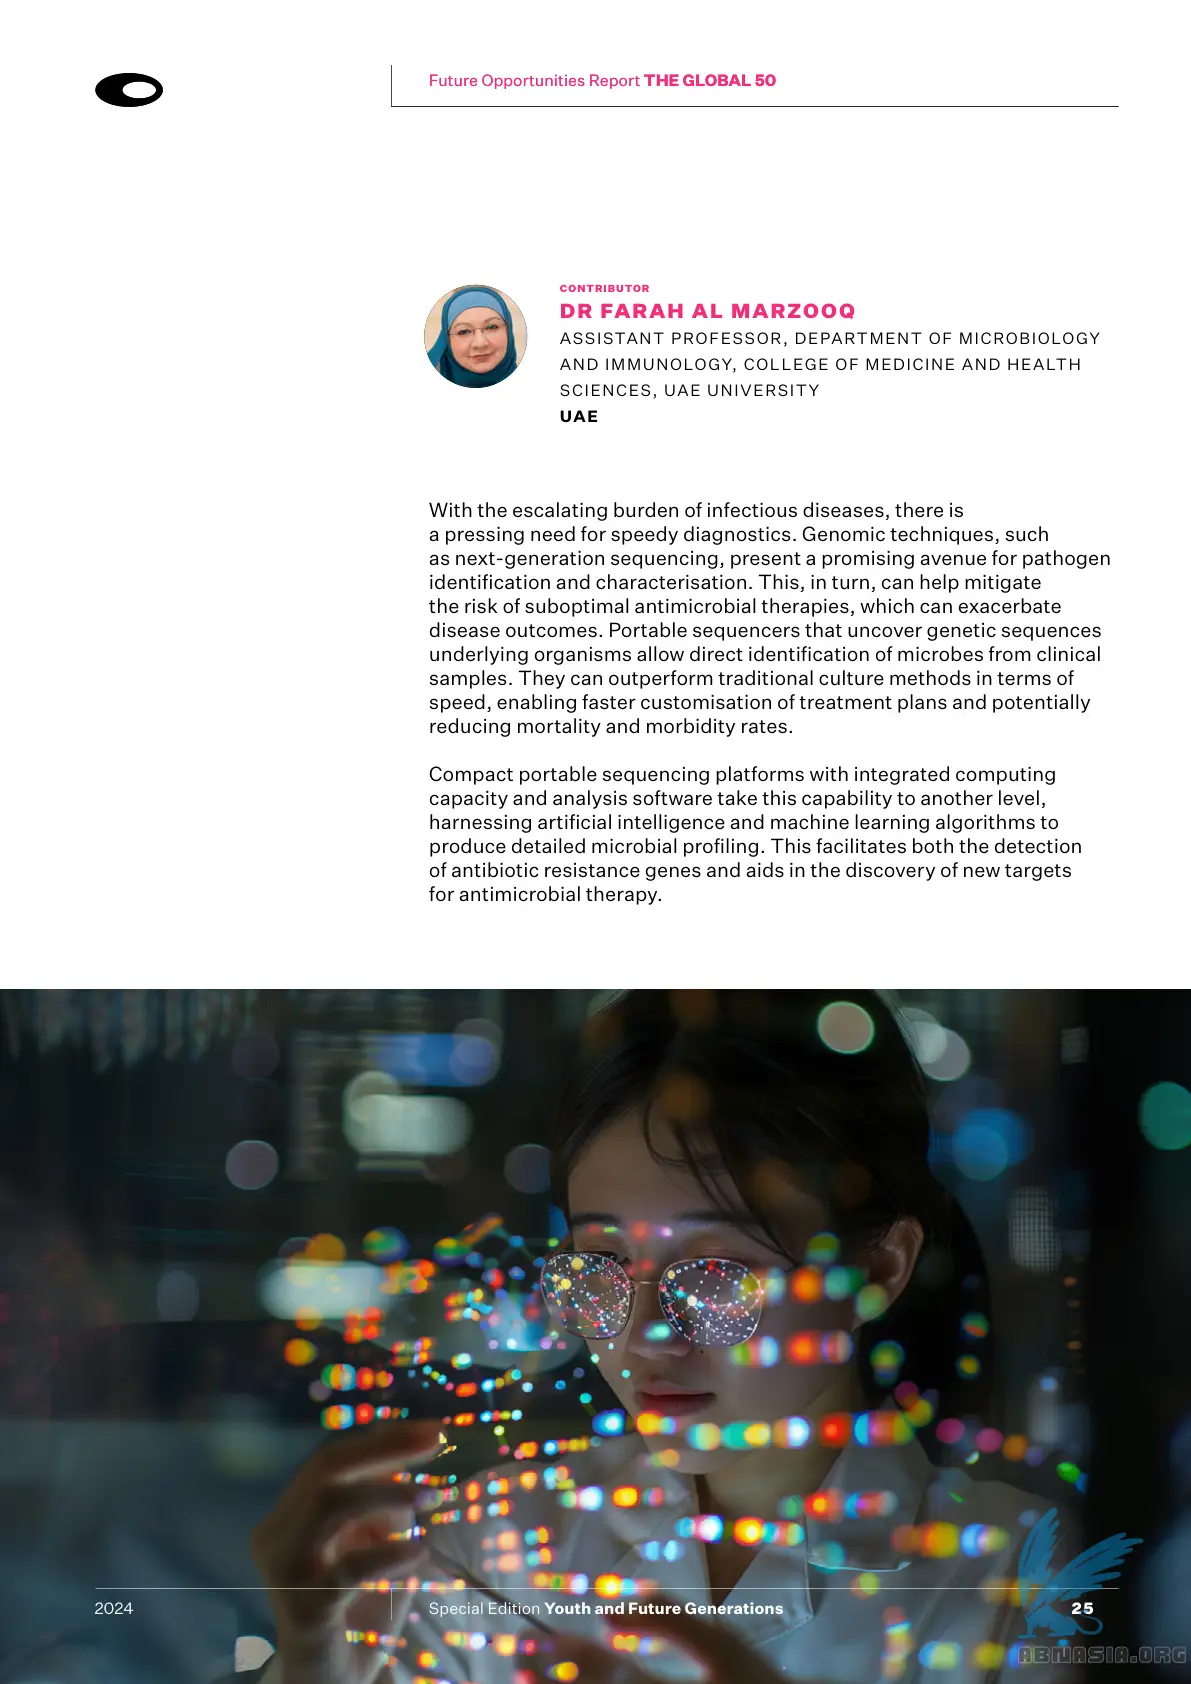 Future Opportunities Report THE GLOBAL 50
CONTRIBUTOR
DR FARAH AL MARZOOQ
ASSISTANT PROFESSOR, DEPARTMENT OF MICROBIOLOGY
AND IMMUNOLOGY, COLLEGE OF MEDICINE AND HEALTH
SCIENCES, UAE UNIVERSITY
UAE
With the escalating burden of infectious diseases, there is
a pressing need for speedy diagnostics. Genomic techniques, such
as next-generation sequencing, present a promising avenue for pathogen
identification and characterisation. This, in turn, can help mitigate
the risk of suboptimal antimicrobial therapies, which can exacerbate
disease outcomes. Portable sequencers that uncover genetic sequences
underlying organisms allow direct identification of microbes from clinical
samples. They can outperform traditional culture methods in terms of
speed, enabling faster customisation of treatment plans and potentially
reducing mortality and morbidity rates.
Compact portable sequencing platforms with integrated computing
capacity and analysis software take this capability to another level,
harnessing artificial intelligence and machine learning algorithms to
produce detailed microbial profiling. This facilitates both the detection
of antibiotic resistance genes and aids in the discovery of new targets
for antimicrobial therapy.
2024
Special Edition Youth and Future Generations
25
ABNASIA.ORG